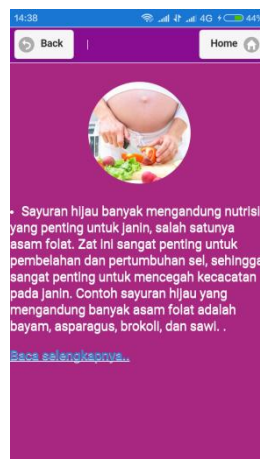 14:38 4G 44%
Back | Home
• Sayuran hijau banyak mengandung nutrisi
yang penting untuk janin, salah satunya
asam folat. Zat ini sangat penting untuk
pembelahan dan pertumbuhan sel, sehingga
sangat penting untuk mencegah kecacatan
pada janin. Contoh sayuran hijau yang
mengandung banyak asam folat adalah
bayam, asparagus, brokoli, dan sawi. .
Baca selengkapnya..